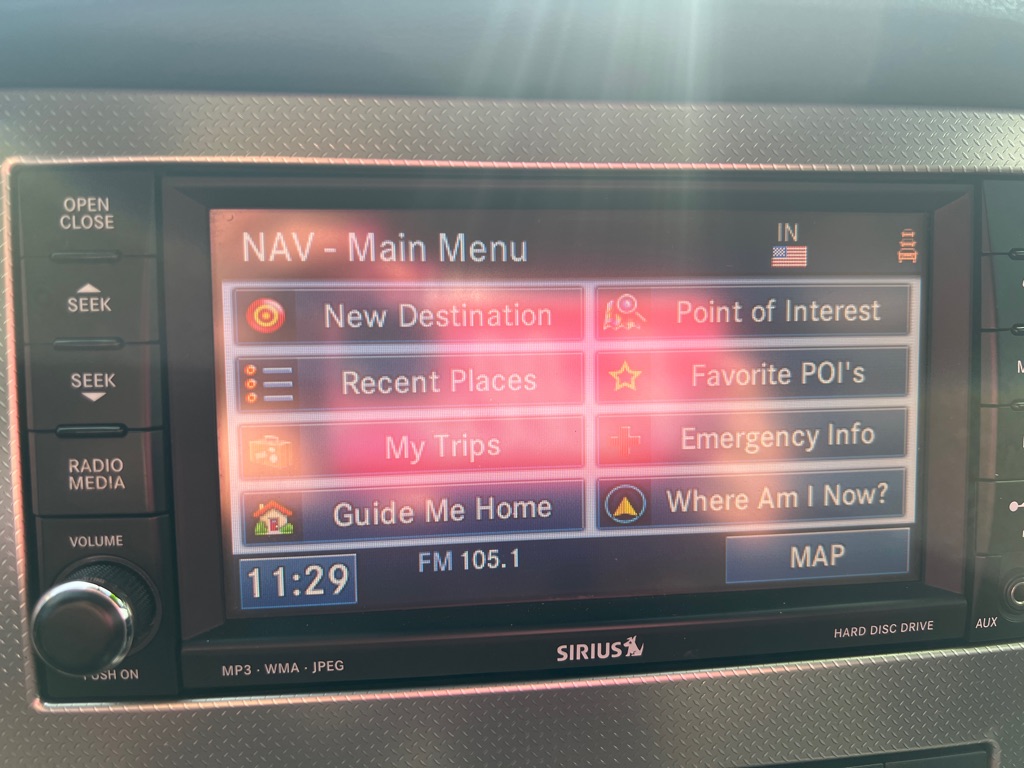 OPEN
CLOSE
SEEK
SEEK
RADIO
MEDIA
VOLUME
PUSH ON
NAV - Main Menu
IN
New Destination
Point of Interest
Recent Places
Favorite POI's
My Trips
Emergency Info
Guide Me Home
Where Am I Now?
11:29
FM 105.1
MAP
MP3 · WMA · JPEG
SIRIUS
HARD DISC DRIVE
AUX